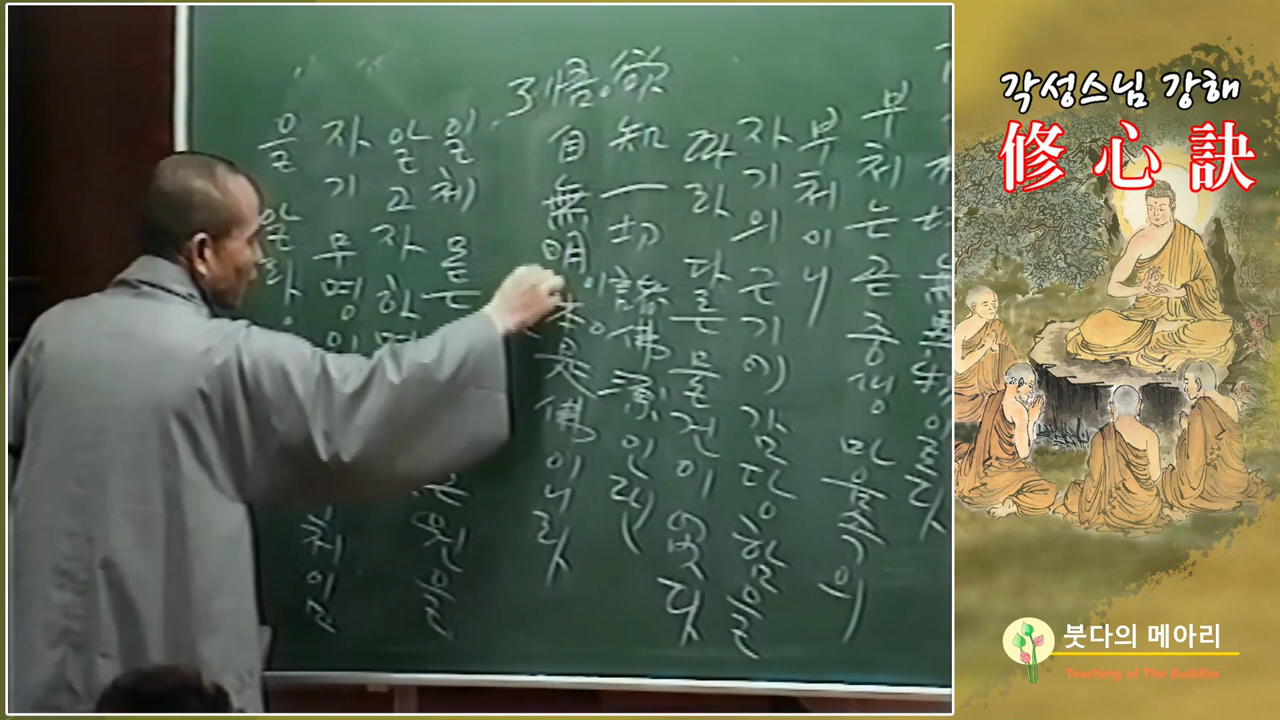 부처는 곧 중생 마음속의
부처이니
자기의 근기에 감당함을
따라 다른 물건이
欲知一切諸佛源인댄
了悟自無明이 本是佛이니라
일체 모든
알고자
자기 무명의
을 알라.
각성스님 강해
修心訣
붓다의 메아리
Teaching of The Buddha